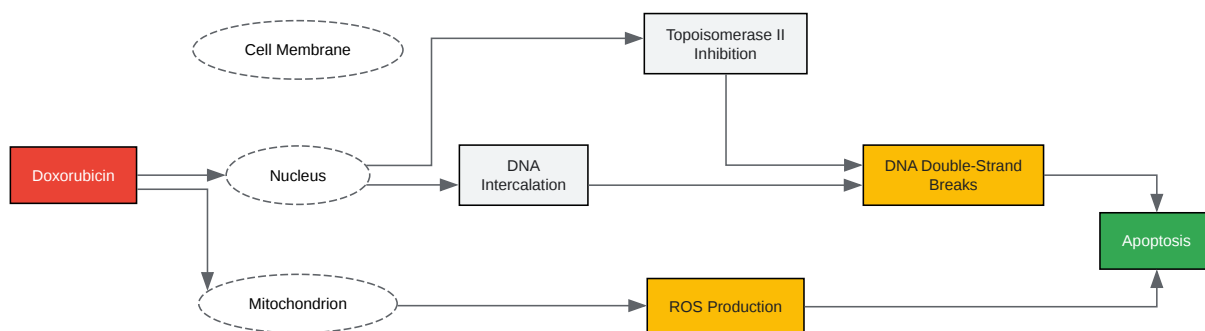 Cell Membrane
Topoisomerase II
Inhibition
Doxorubicin
Nucleus
DNA
Intercalation
DNA Double-Strand
Breaks
Apoptosis
Mitochondrion
ROS Production